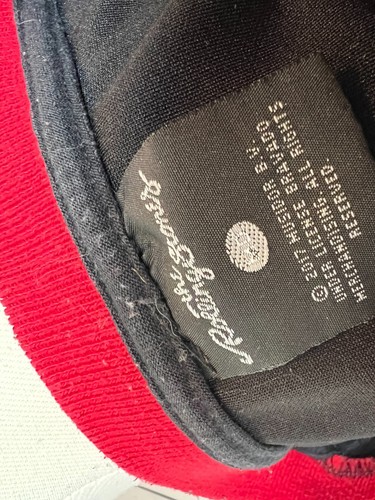 The
Rolling Stones
© 2017 MUSIDOR B.V.
UNDER LICENSE BRAVADO
MERCHANDISING ALL RIGHTS
RESERVED.